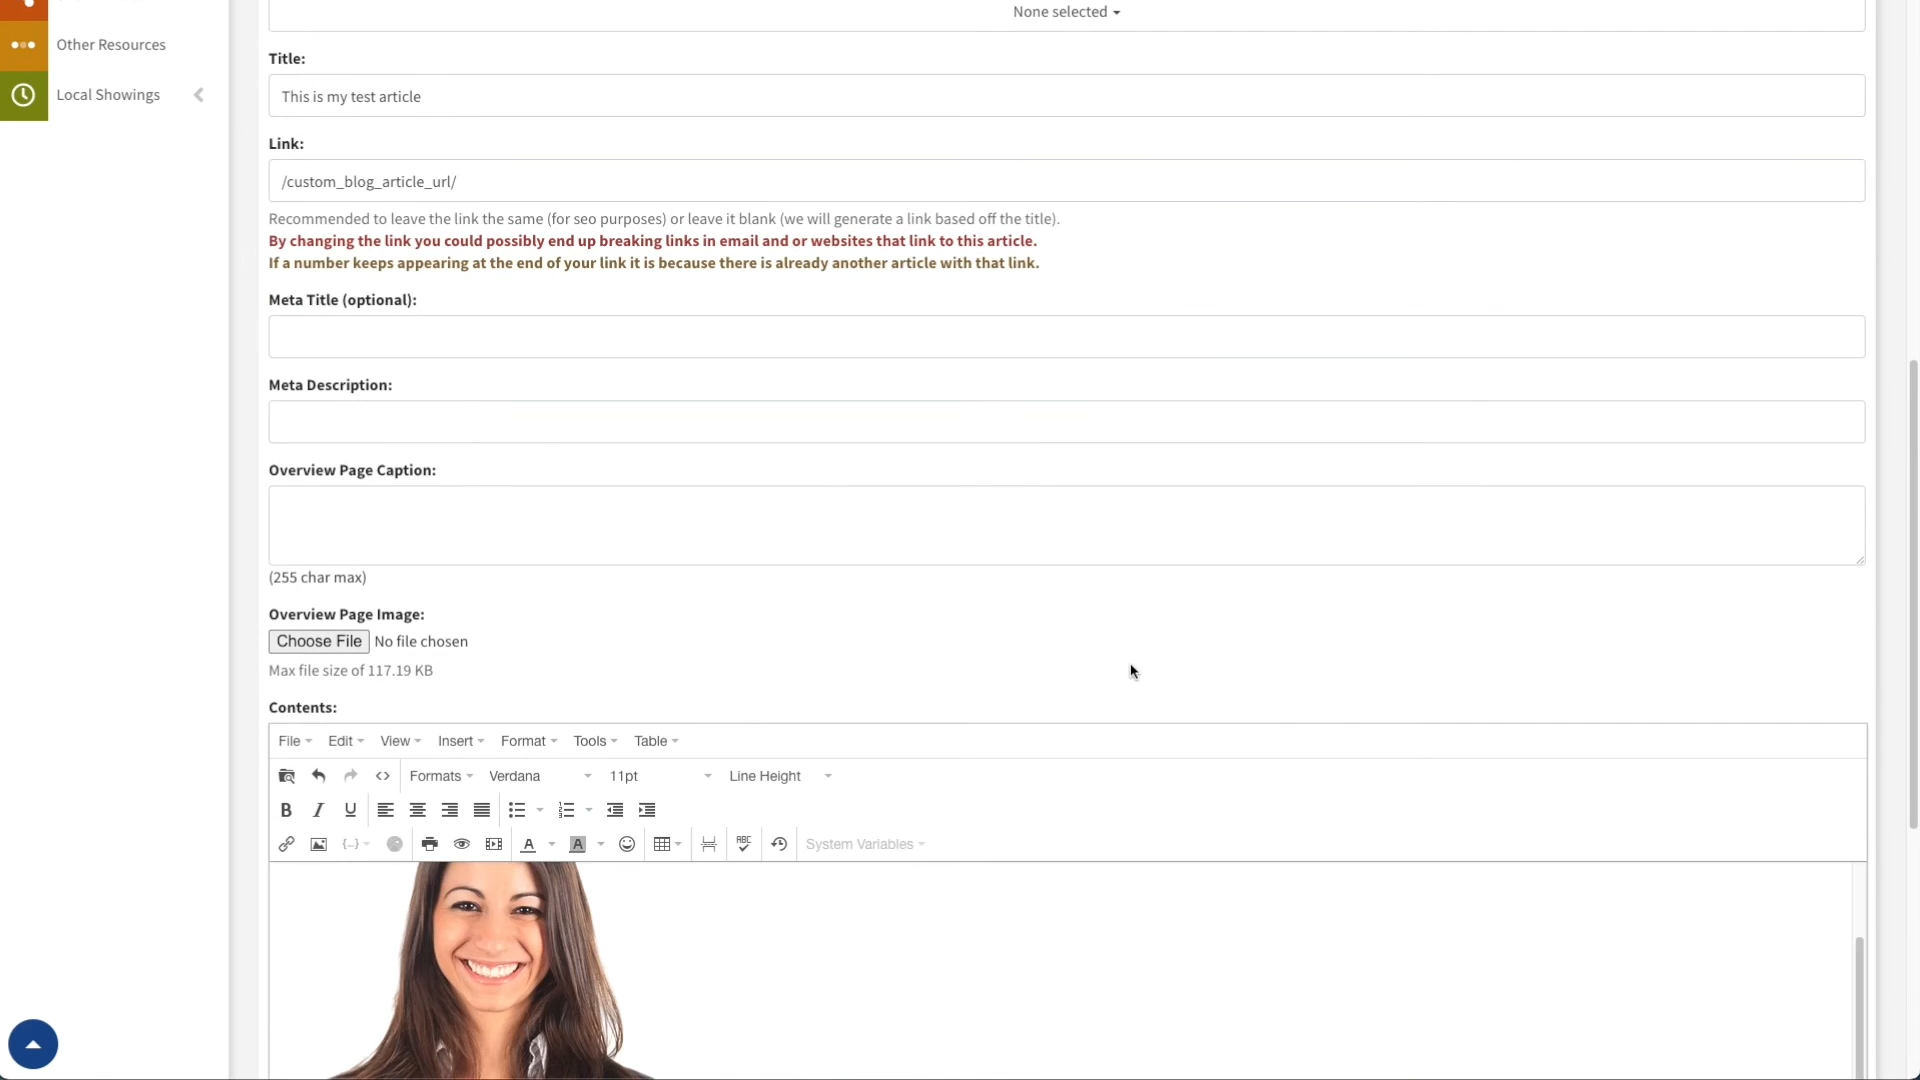 None selected
Other Resources
Title:
Local Showings
This is my test article
Link:
/custom_blog_article_url/
Recommended to leave the link the same (for seo purposes) or leave it blank (we will generate a link based off the title).
By changing the link you could possibly end up breaking links in email and or websites that link to this article.
If a number keeps appearing at the end of your link it is because there is already another article with that link.
Meta Title (optional):
Meta Description:
Overview Page Caption:
(255 char max)
Overview Page Image:
Choose File No file chosen
Max file size of 117.19 KB
Contents:
File Edit View Insert Format Tools Table
Formats Verdana 11pt Line Height
B I U
{...} A A ABC System Variables